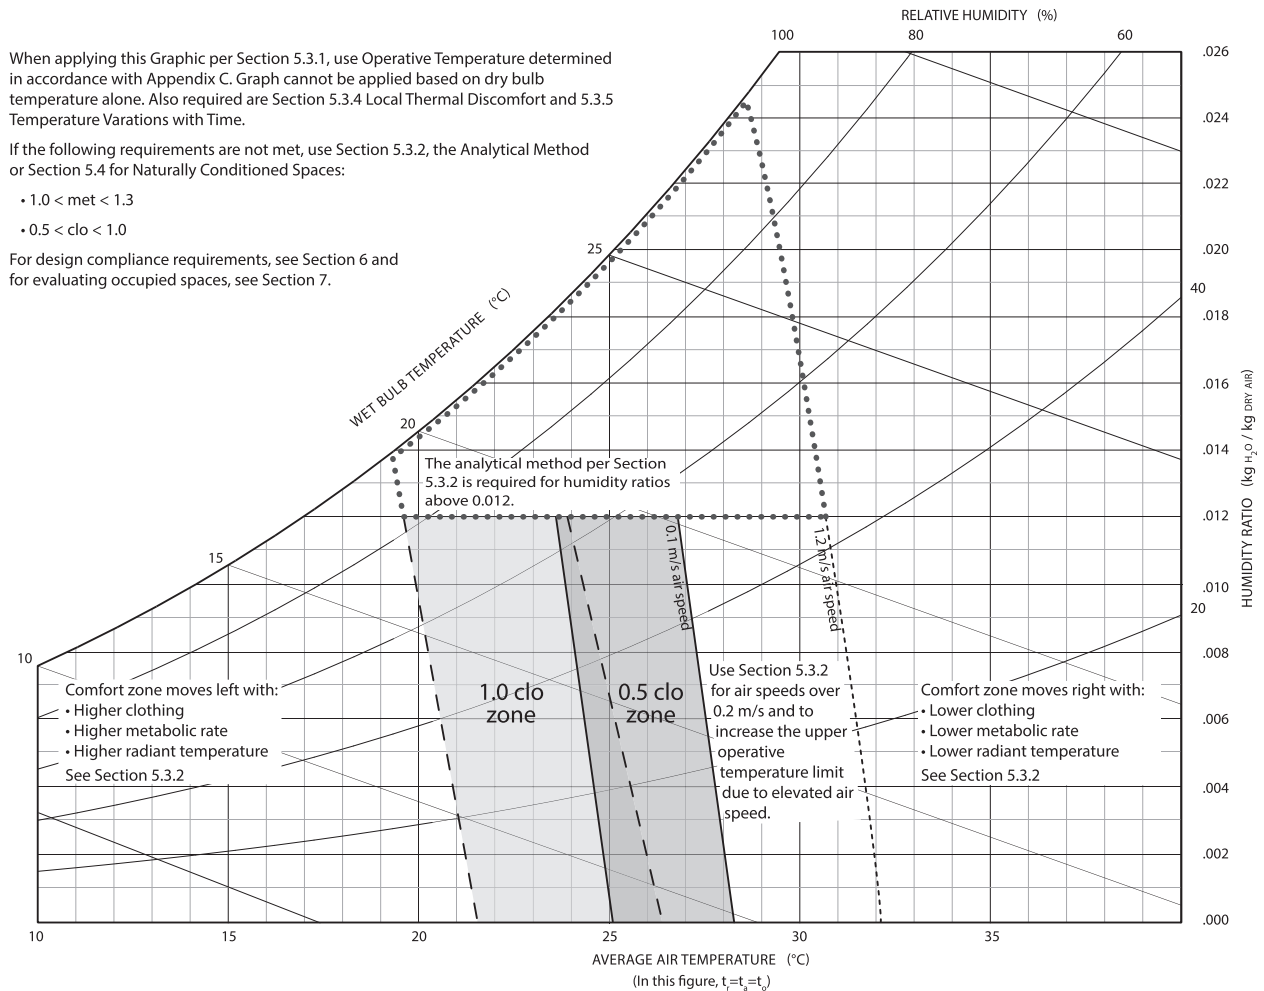 RELATIVE HUMIDITY (%)
100
80
60
When applying this Graphic per Section 5.3.1, use Operative Temperature determined
in accordance with Appendix C. Graph cannot be applied based on dry bulb
temperature alone. Also required are Section 5.3.4 Local Thermal Discomfort and 5.3.5
Temperature Varations with Time.
If the following requirements are not met, use Section 5.3.2, the Analytical Method
or Section 5.4 for Naturally Conditioned Spaces:
• 1.0 < met < 1.3
• 0.5 < clo < 1.0
For design compliance requirements, see Section 6 and
for evaluating occupied spaces, see Section 7.
WET BULB TEMPERATURE (°C)
25
20
15
10
40
20
.026
.024
.022
.020
.018
.016
.014
.012
.010
.008
.006
.004
.002
.000
HUMIDITY RATIO (kg H2O / kg DRY AIR)
The analytical method per Section
5.3.2 is required for humidity ratios
above 0.012.
0.1 m/s air speed
1.2 m/s air speed
1.0 clo
zone
0.5 clo
zone
Use Section 5.3.2
for air speeds over
0.2 m/s and to
increase the upper
operative
temperature limit
due to elevated air
speed.
Comfort zone moves left with:
• Higher clothing
• Higher metabolic rate
• Higher radiant temperature
See Section 5.3.2
Comfort zone moves right with:
• Lower clothing
• Lower metabolic rate
• Lower radiant temperature
See Section 5.3.2
10
15
20
25
30
35
AVERAGE AIR TEMPERATURE (°C)
(In this figure, tr=ta=to)